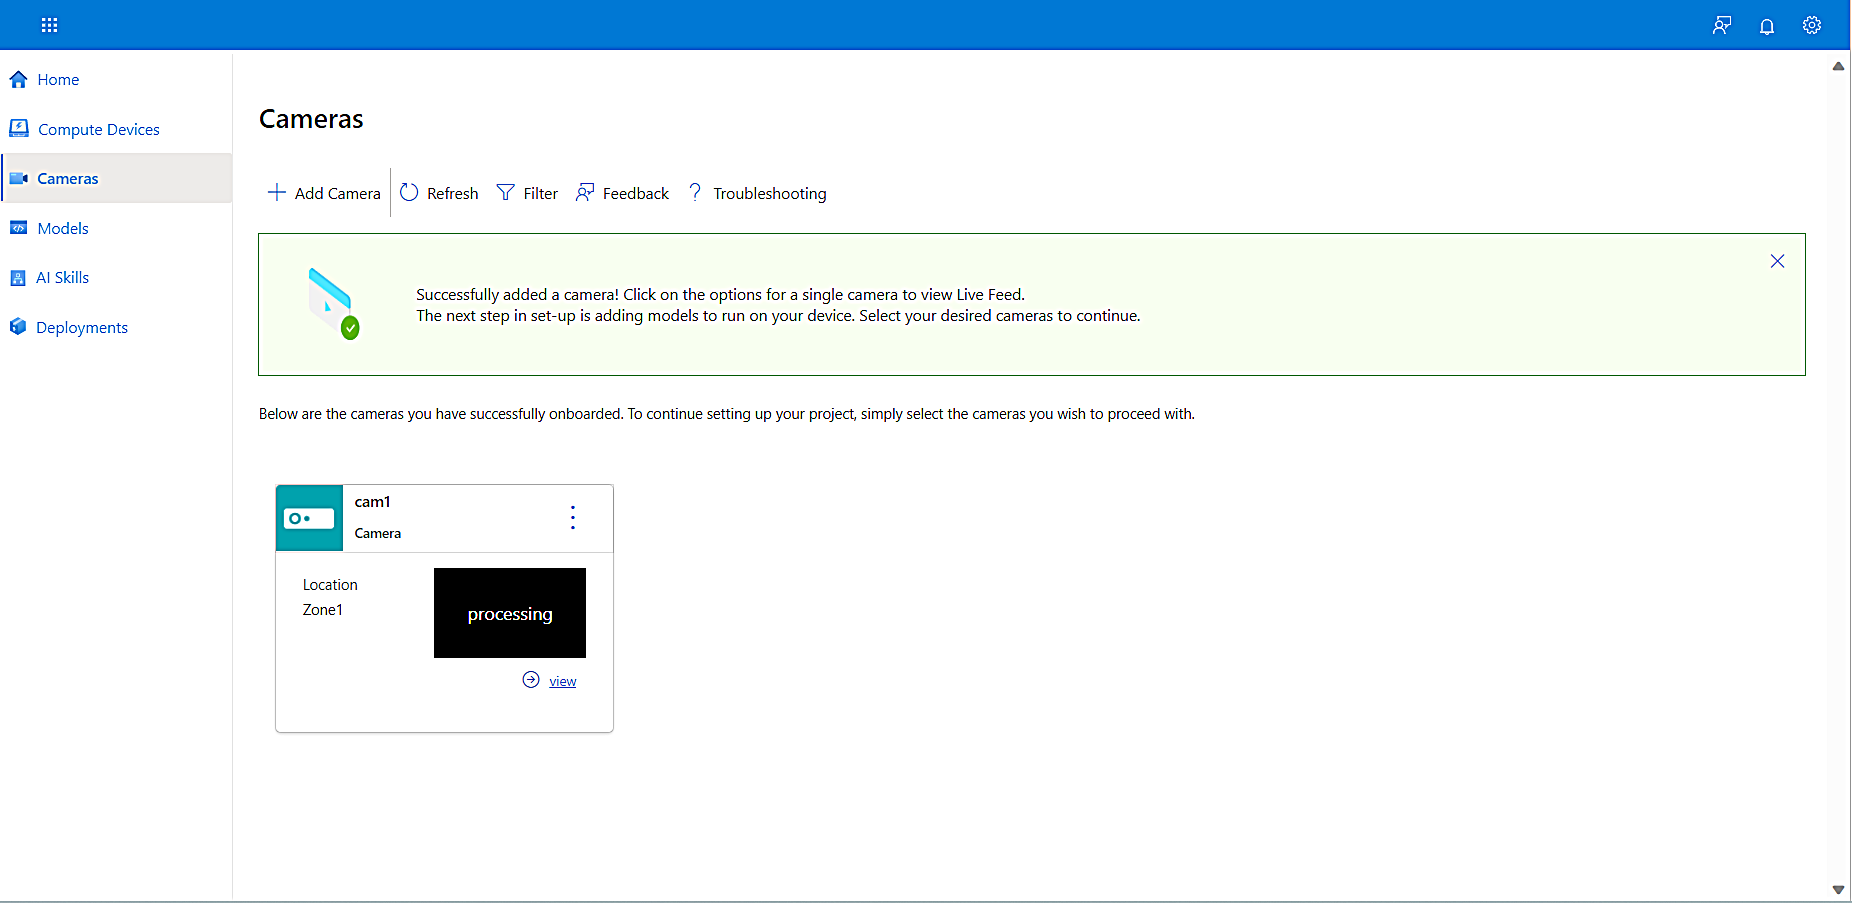 Home
Compute Devices
Cameras
Models
AI Skills
Deployments
Cameras
Add Camera
Refresh
Filter
Feedback
Troubleshooting
Successfully added a camera! Click on the options for a single camera to view Live Feed.
The next step in set-up is adding models to run on your device. Select your desired cameras to continue.
Below are the cameras you have successfully onboarded. To continue setting up your project, simply select the cameras you wish to proceed with.
cam1
Camera
Location
Zone1
processing
view